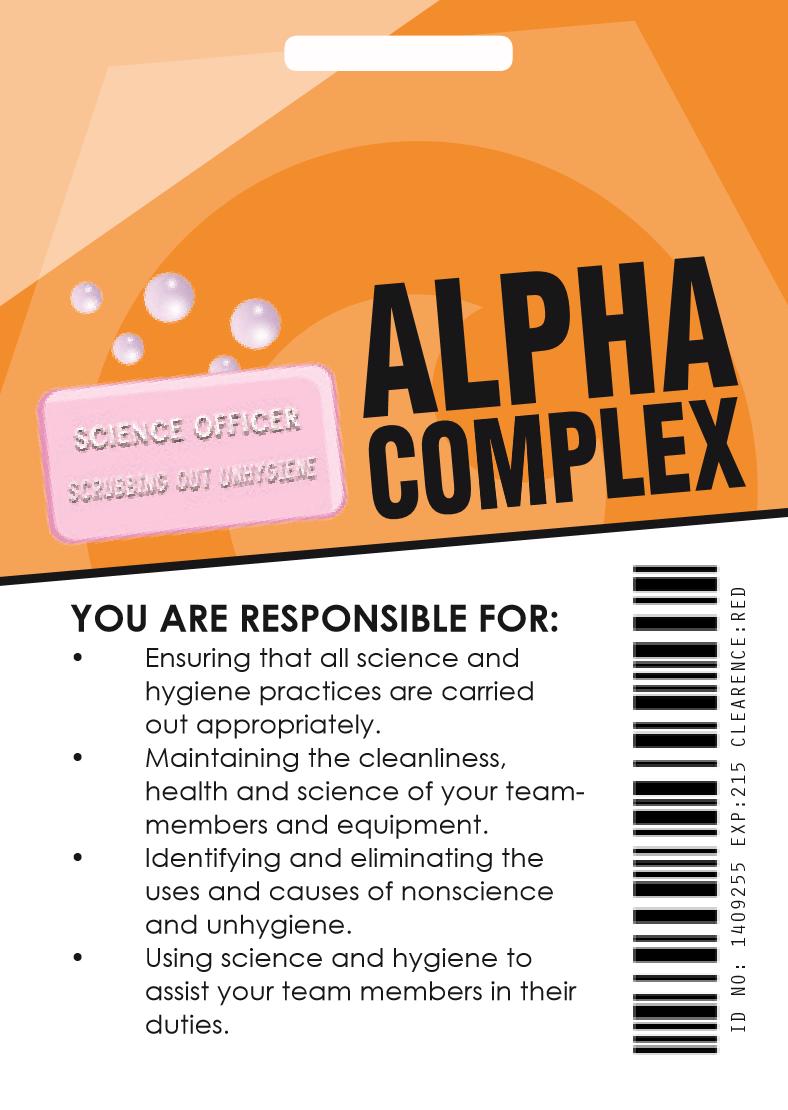 ALPHA
COMPLEX
SCIENCE OFFICER
SCRUBBING OUT UNHYGIENE
YOU ARE RESPONSIBLE FOR:
• Ensuring that all science and
hygiene practices are carried
out appropriately.
• Maintaining the cleanliness,
health and science of your team-
members and equipment.
• Identifying and eliminating the
uses and causes of nonscience
and unhygiene.
• Using science and hygiene to
assist your team members in their
duties.
ID NO: 1409255 EXP:215 CLEARENCE:RED